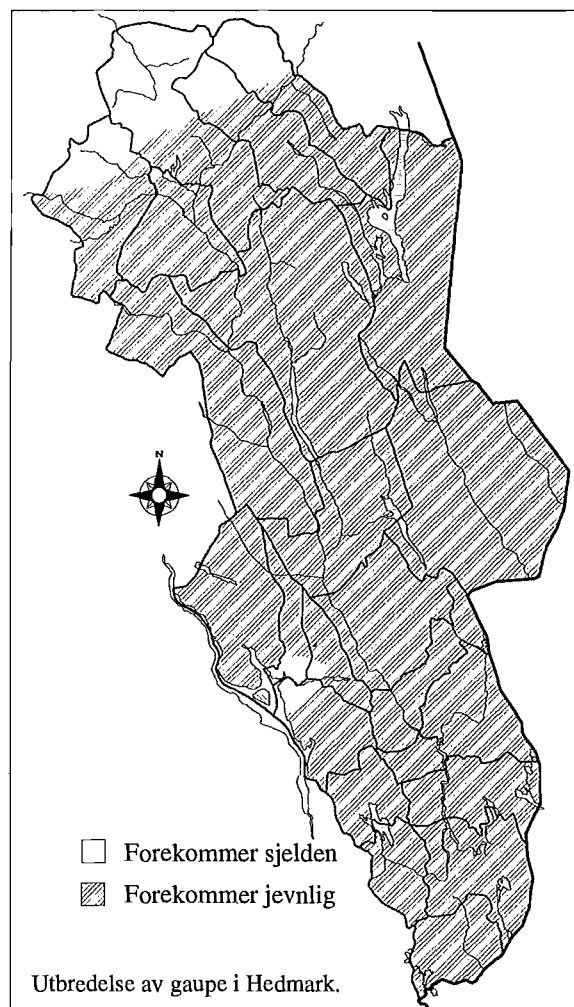 N
Forekommer sjelden
Forekommer jevnlig
Utbredelse av gaupe i Hedmark.